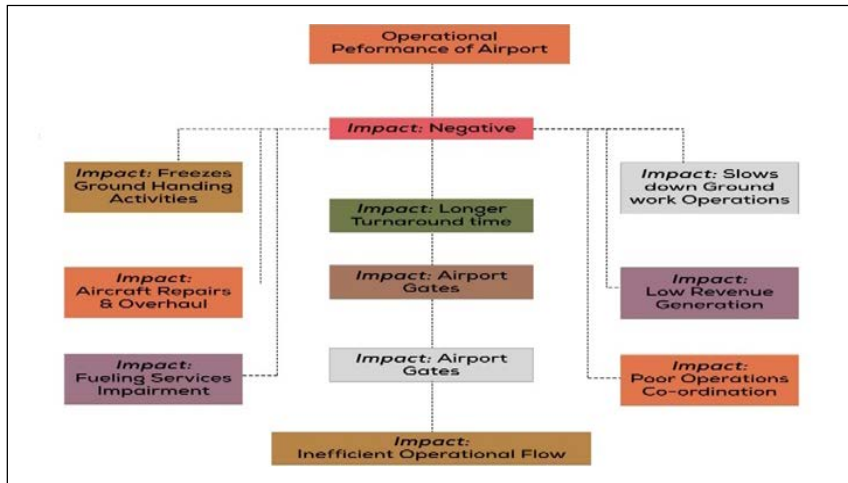 Operational
Peformance of Airport
Impact: Negative
Impact: Freezes
Ground Handing
Activities
Impact: Slows
down Ground
work Operations
Impact: Longer
Turnaround time
Impact:
Aircraft Repairs
& Overhaul
Impact: Airport
Gates
Impact:
Low Revenue
Generation
Impact:
Fueling Services
Impairment
Impact: Airport
Gates
Impact:
Poor Operations
Co-ordination
Impact:
Inefficient Operational Flow